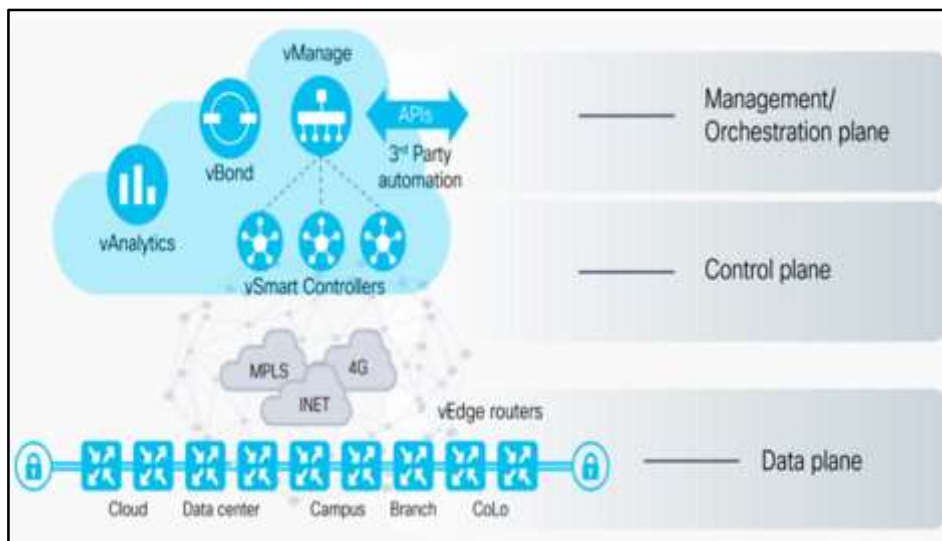 vManage
APIs
3rd Party
automation
vBond
vAnalytics
vSmart Controllers
Management/
Orchestration plane
Control plane
MPLS
4G
INET
vEdge routers
Cloud
Data center
Campus
Branch
CoLo
Data plane